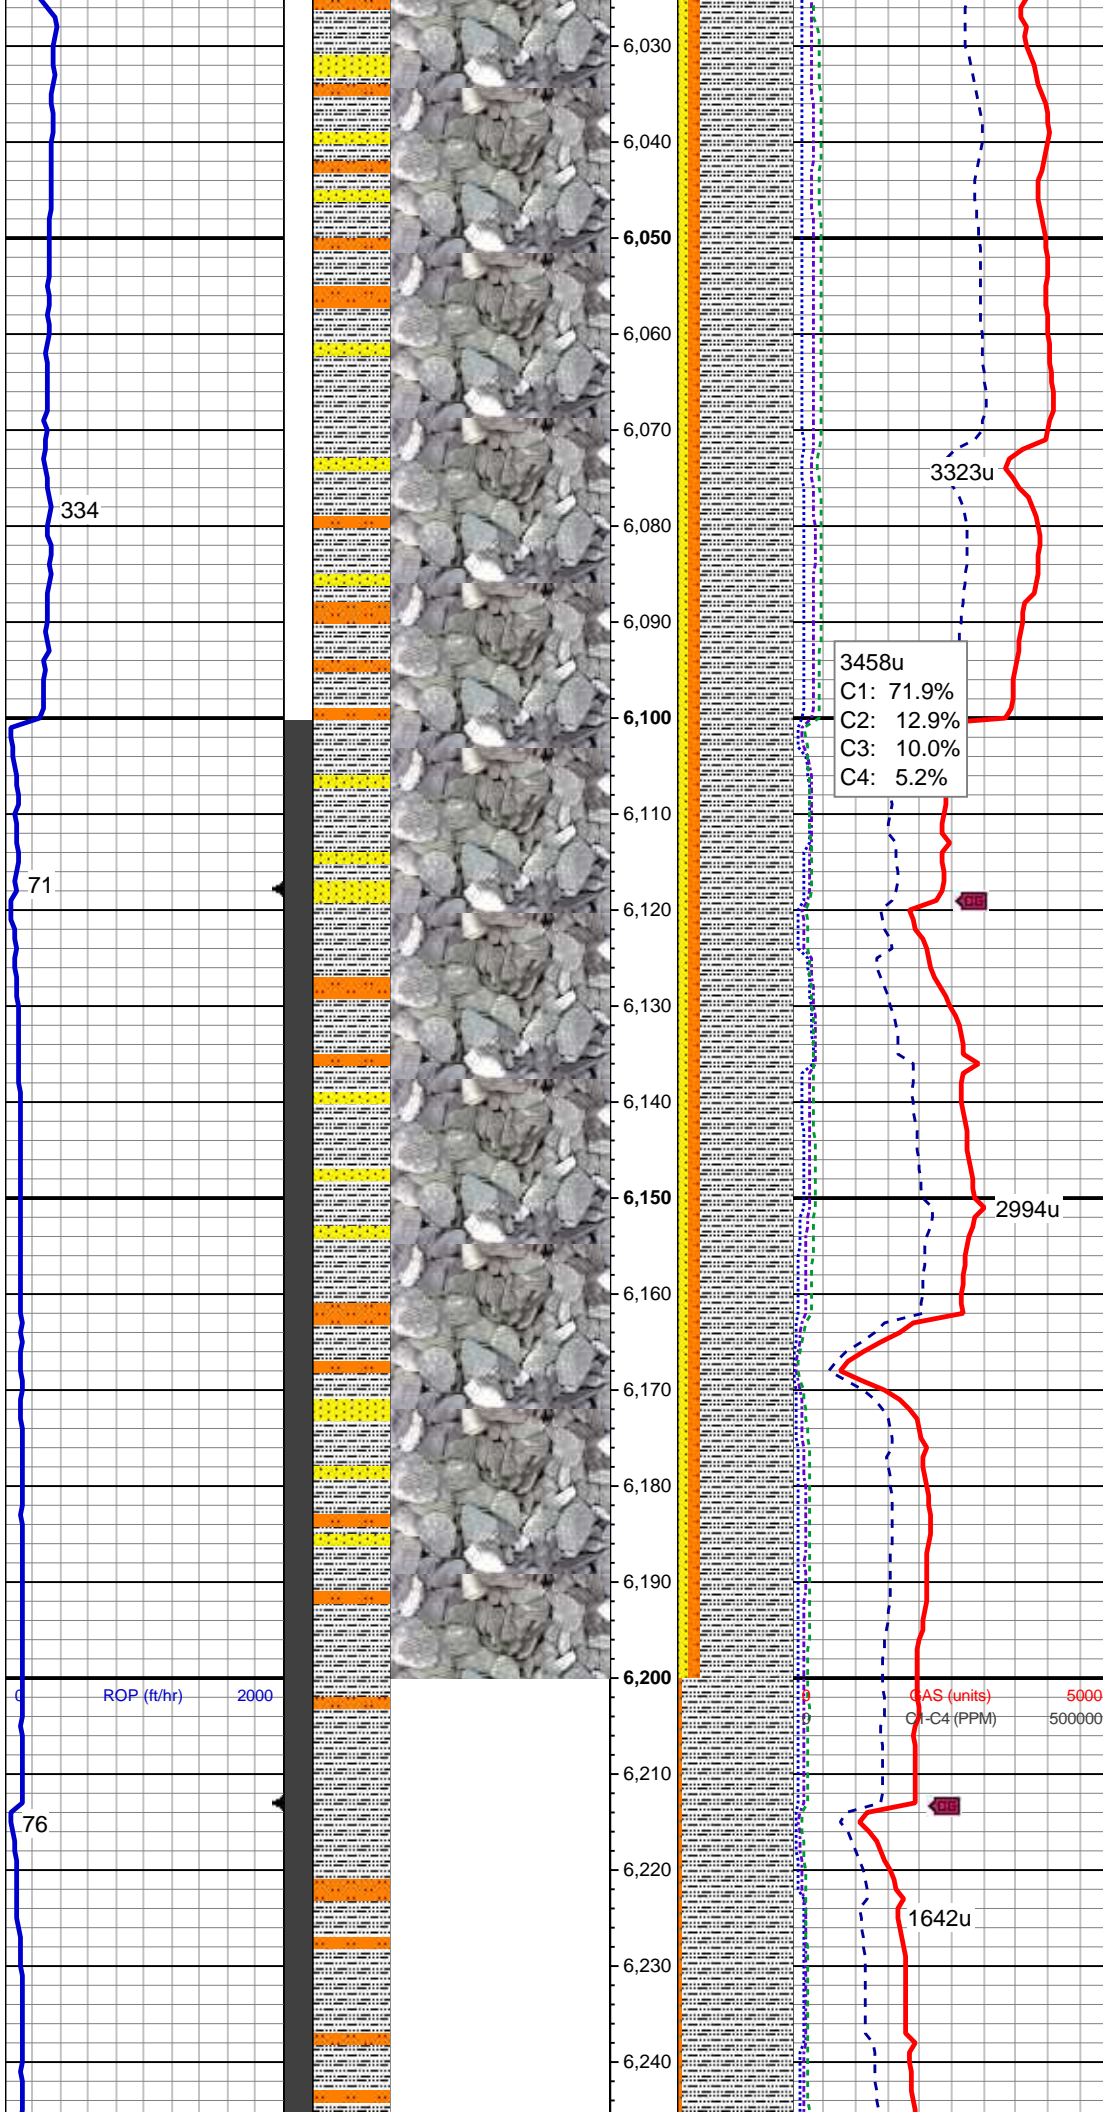 6,030
6,040
6,050
6,060
6,070
3323u
334
6,080
6,090
3458u
C1: 71.9%
C2: 12.9%
C3: 10.0%
C4: 5.2%
6,100
6,110
71
DG
6,120
6,130
6,140
6,150
2994u
6,160
6,170
6,180
6,190
6,200
0 ROP (ft/hr) 2000
0 GAS (units) 5000
0 C1-C4 (PPM) 500000
6,210
DG
76
6,220
1642u
6,230
6,240